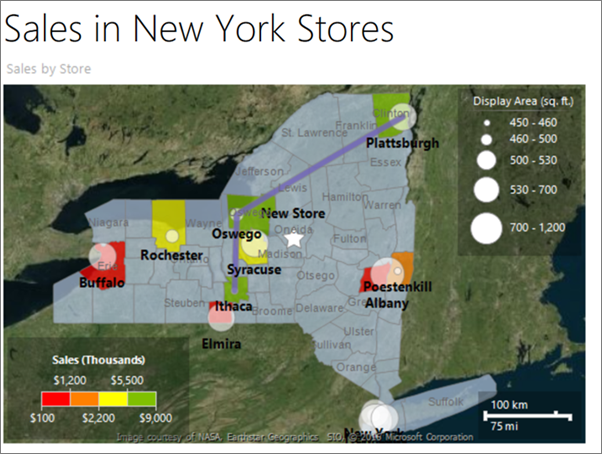 Sales in New York Stores
Sales by Store
Display Area (sq. ft.)
450 - 460
460 - 500
500 - 530
530 - 700
700 - 1,200
Clinton
Franklin
St. Lawrence
Plattsburgh
Essex
Jefferson
Lewis
Hamilton
Warren
Niagara
Wayne
New Store
Oswego
Oneida
Fulton
Rochester
Madison
Syracuse
Erie
Buffalo
Otsego
Poestenkill
Albany
Steuben
Ithaca
Broome
Delaware
Elmira
Ulster
Sullivan
Orange
Suffolk
New York
Sales (Thousands)
$1,200 $5,500
$100 $2,200 $9,000
100 km
75 mi
Image courtesy of NASA, Earthstar Geographics SIO, © 2016 Microsoft Corporation